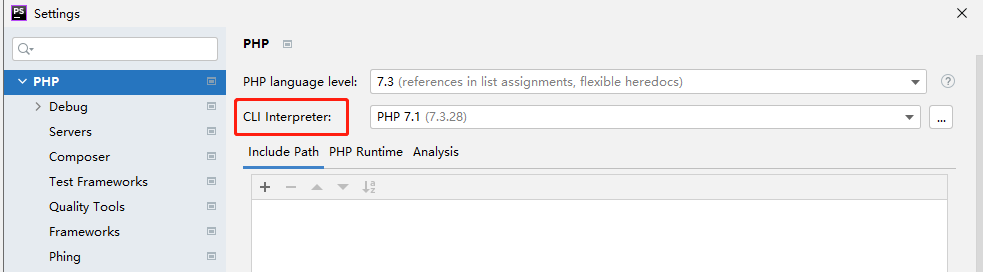 PS Settings
PHP
PHP
PHP language level: 7.3 (references in list assignments, flexible heredocs) ?
Debug
CLI Interpreter: PHP 7.1 (7.3.28) ...
Servers
Composer
Include Path PHP Runtime Analysis
Test Frameworks
Quality Tools
Frameworks
Phing